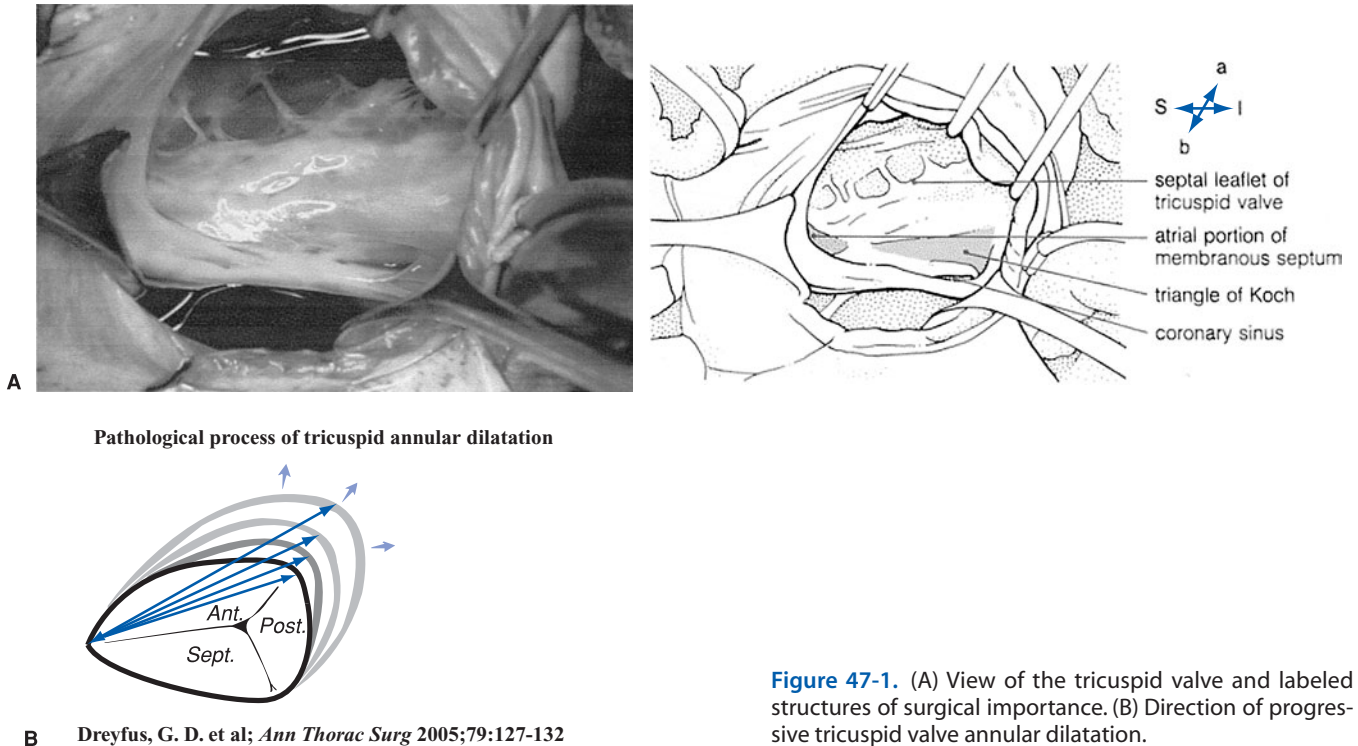 a
S I
b
septal leaflet of
tricuspid valve
atrial portion of
membranous septum
triangle of Koch
coronary sinus
A
Pathological process of tricuspid annular dilatation
Ant.
Post.
Sept.
B Dreyfus, G. D. et al; Ann Thorac Surg 2005;79:127-132
Figure 47-1. (A) View of the tricuspid valve and labeled
structures of surgical importance. (B) Direction of progres-
sive tricuspid valve annular dilatation.